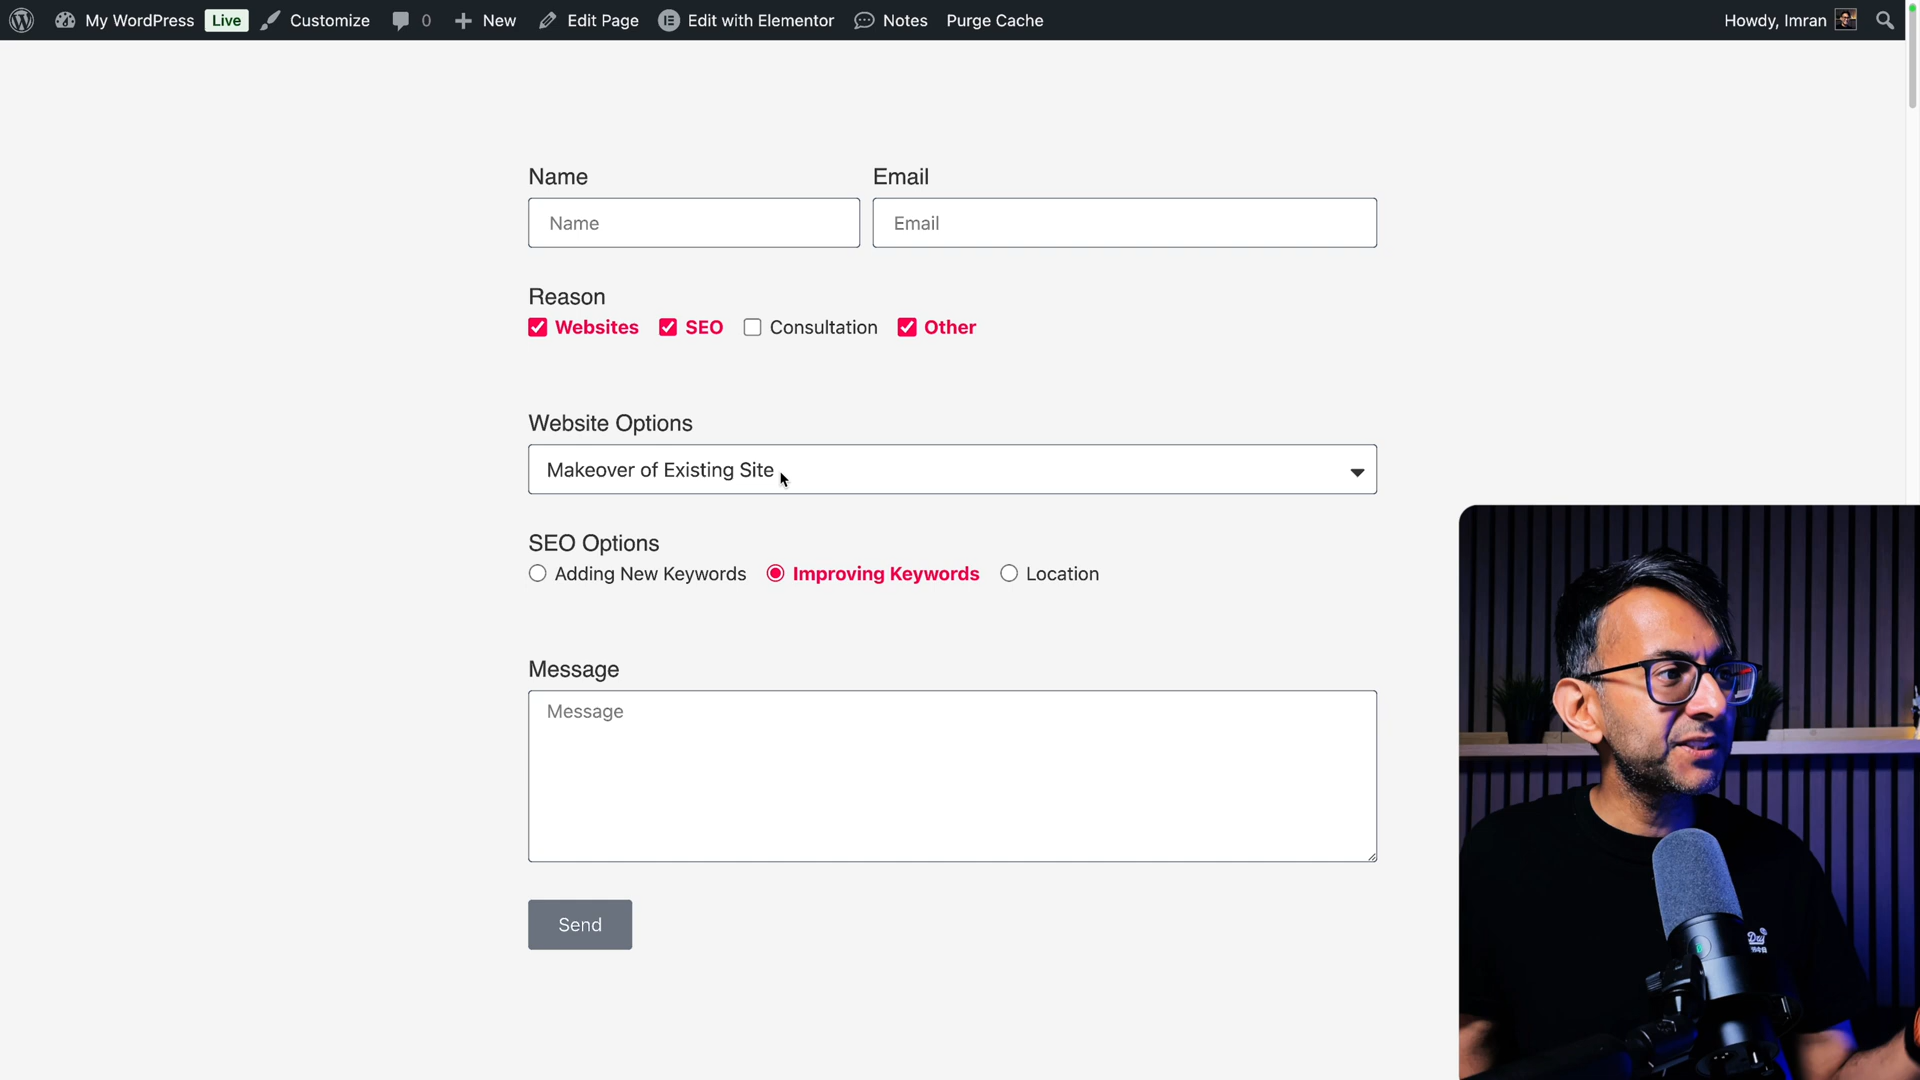 My WordPress Live Customize 0 New Edit Page Edit with Elementor Notes Purge Cache Howdy, Imran
Name Email
Name Email
Reason
Websites SEO Consultation Other
Website Options
Makeover of Existing Site
SEO Options
Adding New Keywords Improving Keywords Location
Message
Message
Send